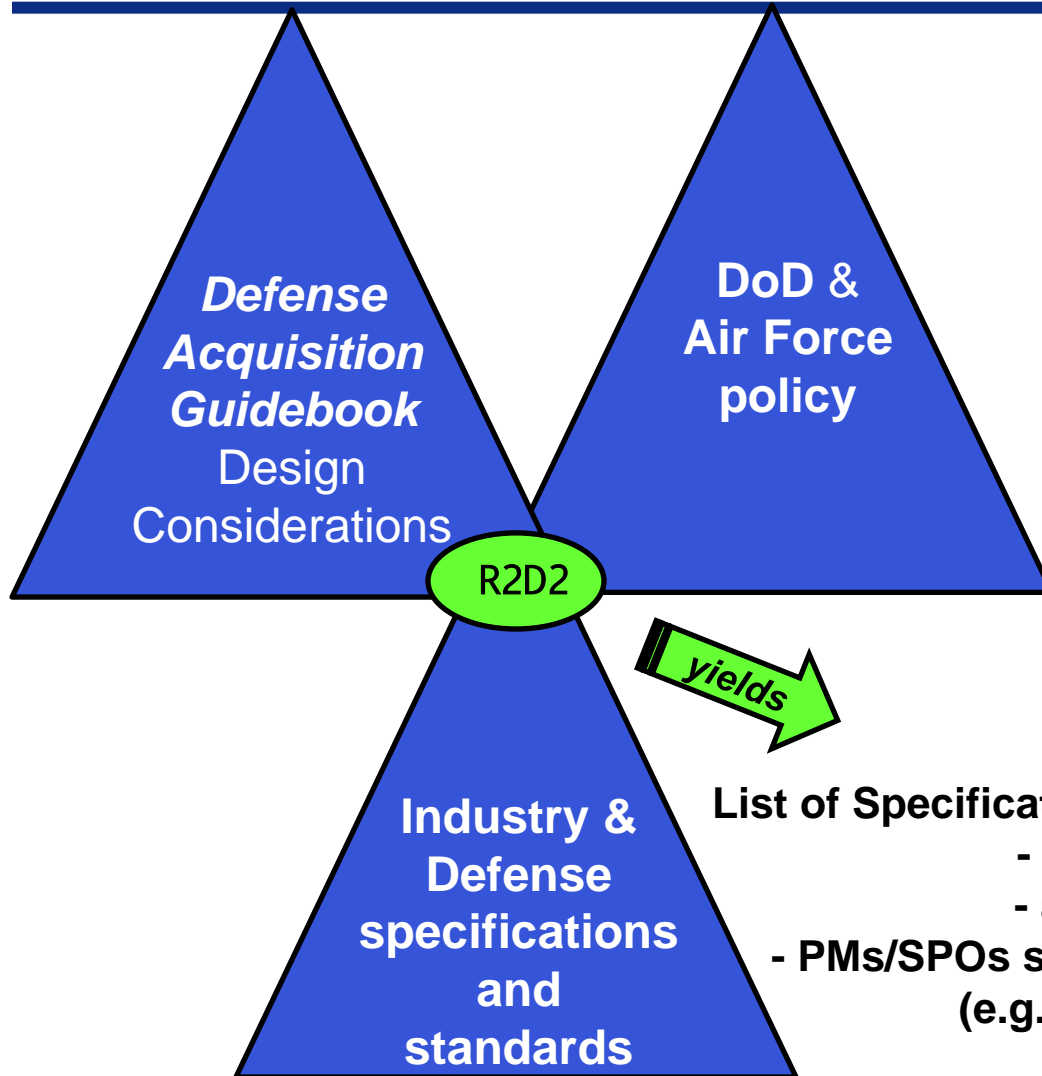 Defense
Acquisition
Guidebook
Design
Considerations
DoD &
Air Force
policy
R2D2
yields
Industry &
Defense
specifications
and
standards
List of
-
-
- PMs/SPOs
(e.g.